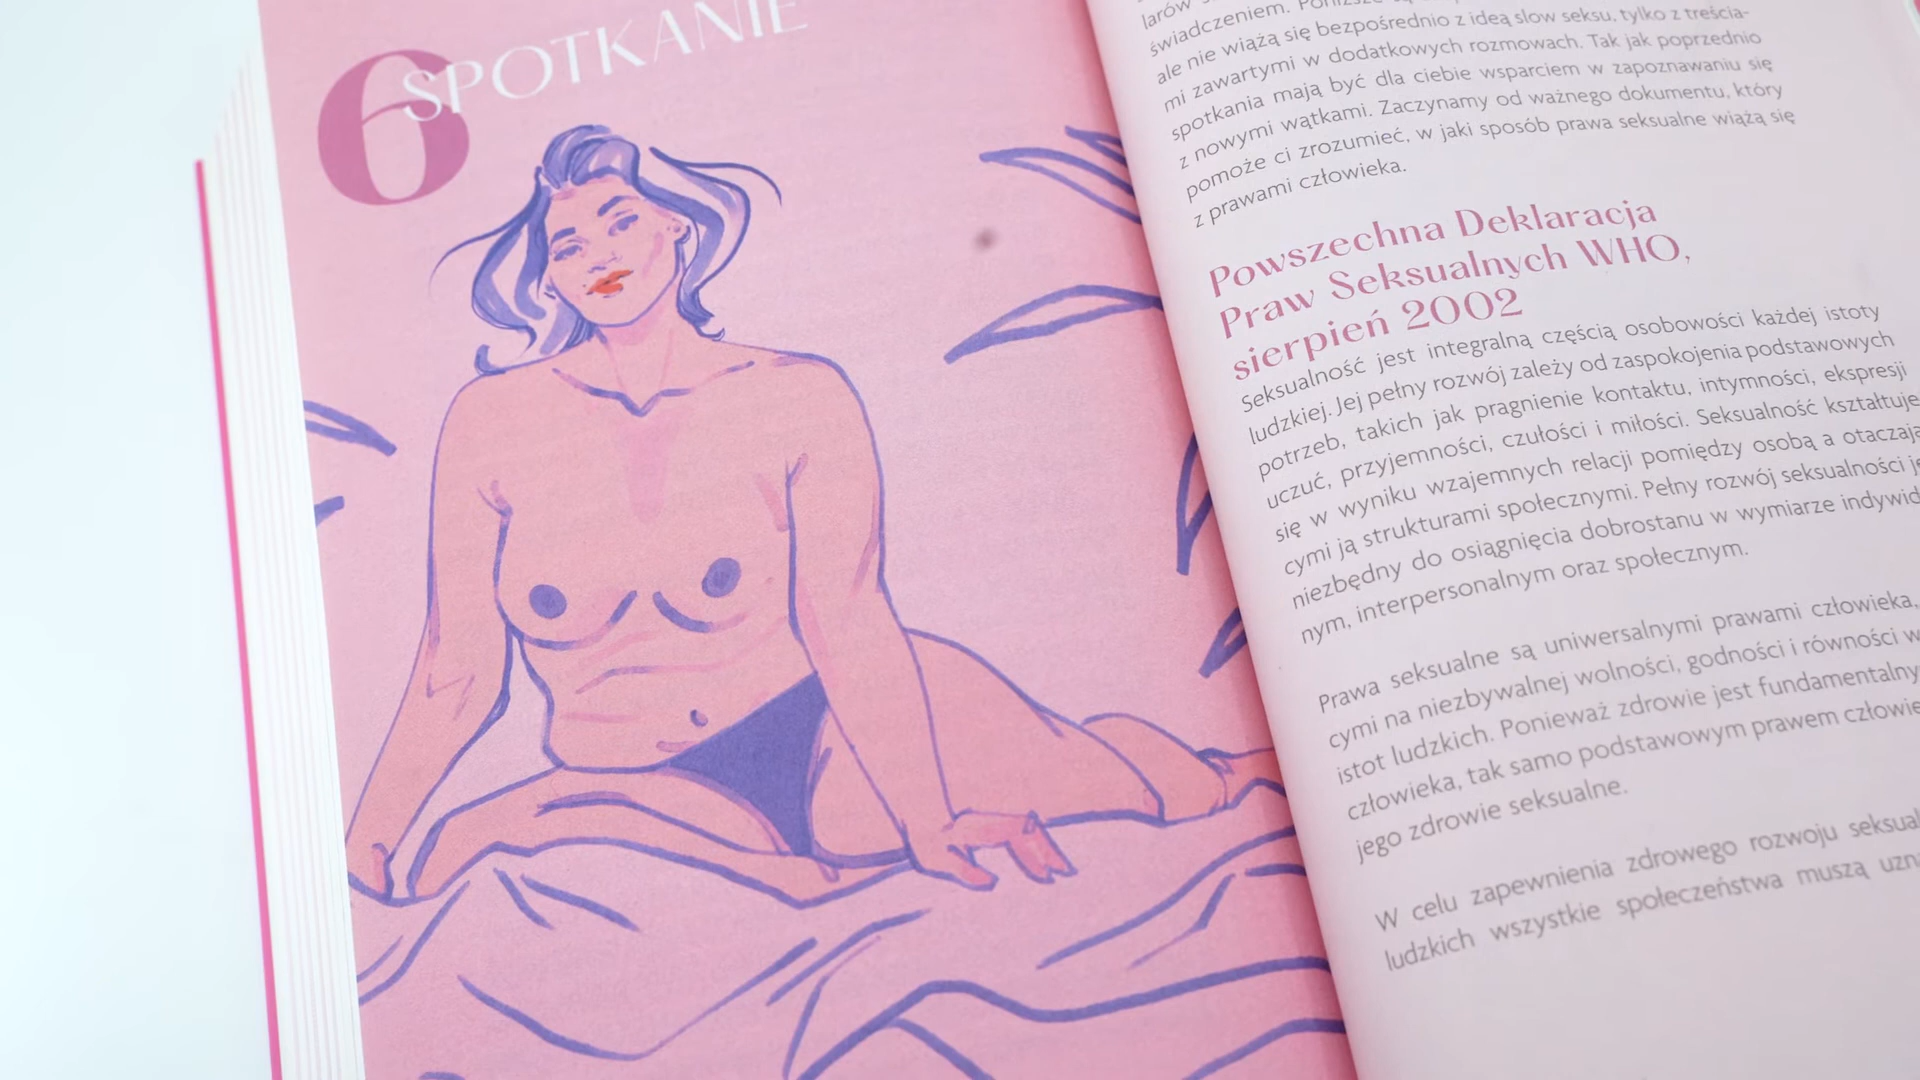 6
SPOTKANIE
larów
świadczeniem.
ale nie wiążą się bezpośrednio z ideą slow seksu, tylko z treścia-
mi zawartymi w dodatkowych rozmowach. Tak jak poprzednio
spotkania mają być dla ciebie wsparciem w zapoznawaniu się
z nowymi wątkami. Zaczynamy od ważnego dokumentu, który
pomoże ci zrozumieć, w jaki sposób prawa seksualne wiążą się
z prawami człowieka.
Powszechna Deklaracja
Praw Seksualnych WHO,
sierpień 2002
Seksualność jest integralną częścią osobowości każdej istoty
ludzkiej. Jej pełny rozwój zależy od zaspokojenia podstawowych
potrzeb, takich jak pragnienie kontaktu, intymności, ekspresji
uczuć, przyjemności, czułości i miłości. Seksualność kształtuje
się w wyniku wzajemnych relacji pomiędzy osobą a otaczają
cymi ją strukturami społecznymi. Pełny rozwój seksualności je
niezbędny do osiągnięcia dobrostanu w wymiarze indywid
nym, interpersonalnym oraz społecznym.
Prawa seksualne są uniwersalnymi prawami człowieka,
cymi na niezbywalnej wolności, godności i równości w
istot ludzkich. Ponieważ zdrowie jest fundamentalny
człowieka, tak samo podstawowym prawem człowie
jego zdrowie seksualne.
W celu zapewnienia zdrowego rozwoju seksual
ludzkich wszystkie społeczeństwa muszą uzn